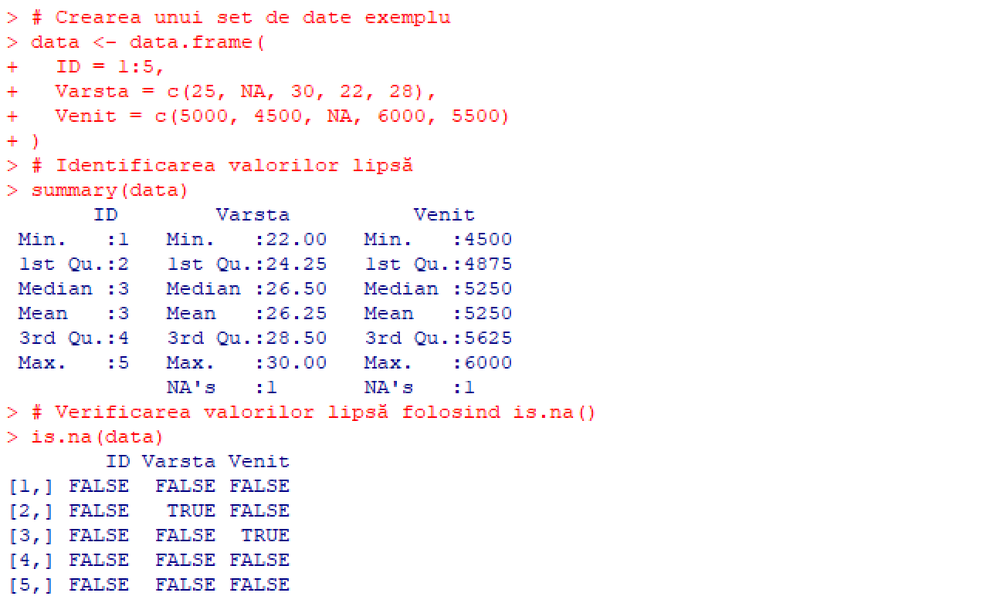 > # Crearea unui set de date exemplu
> data <- data.frame(
+   ID = 1:5,
+   Varsta = c(25, NA, 30, 22, 28),
+   Venit = c(5000, 4500, NA, 6000, 5500)
+ )
> # Identificarea valorilor lipsă
> summary(data)
       ID        Varsta          Venit
 Min.   :1   Min.   :22.00   Min.   :4500
 1st Qu.:2   1st Qu.:24.25   1st Qu.:4875
 Median :3   Median :26.50   Median :5250
 Mean   :3   Mean   :26.25   Mean   :5250
 3rd Qu.:4   3rd Qu.:28.50   3rd Qu.:5625
 Max.   :5   Max.   :30.00   Max.   :6000
             NA's   :1       NA's   :1
> # Verificarea valorilor lipsă folosind is.na()
> is.na(data)
        ID Varsta Venit
[1,] FALSE  FALSE FALSE
[2,] FALSE   TRUE FALSE
[3,] FALSE  FALSE  TRUE
[4,] FALSE  FALSE FALSE
[5,] FALSE  FALSE FALSE